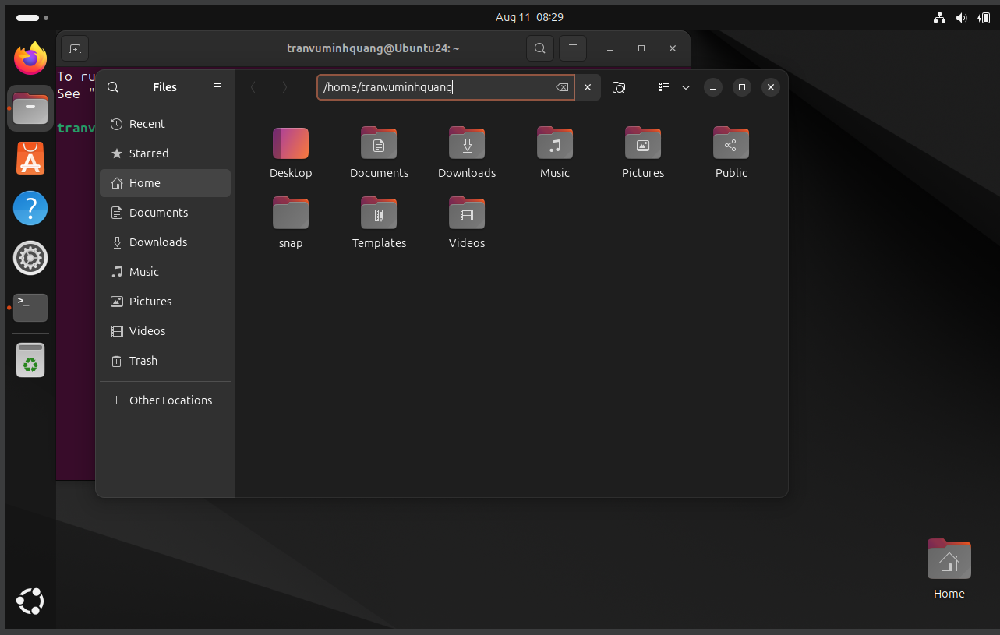 Aug 11 08:29
tranvuminhquang@Ubuntu24: ~
To ru
See "
tranv
Files
/home/tranvuminhquang
Recent
Starred
Home
Documents
Downloads
Music
Pictures
Videos
Trash
Other Locations
Desktop
Documents
Downloads
Music
Pictures
Public
snap
Templates
Videos
Home